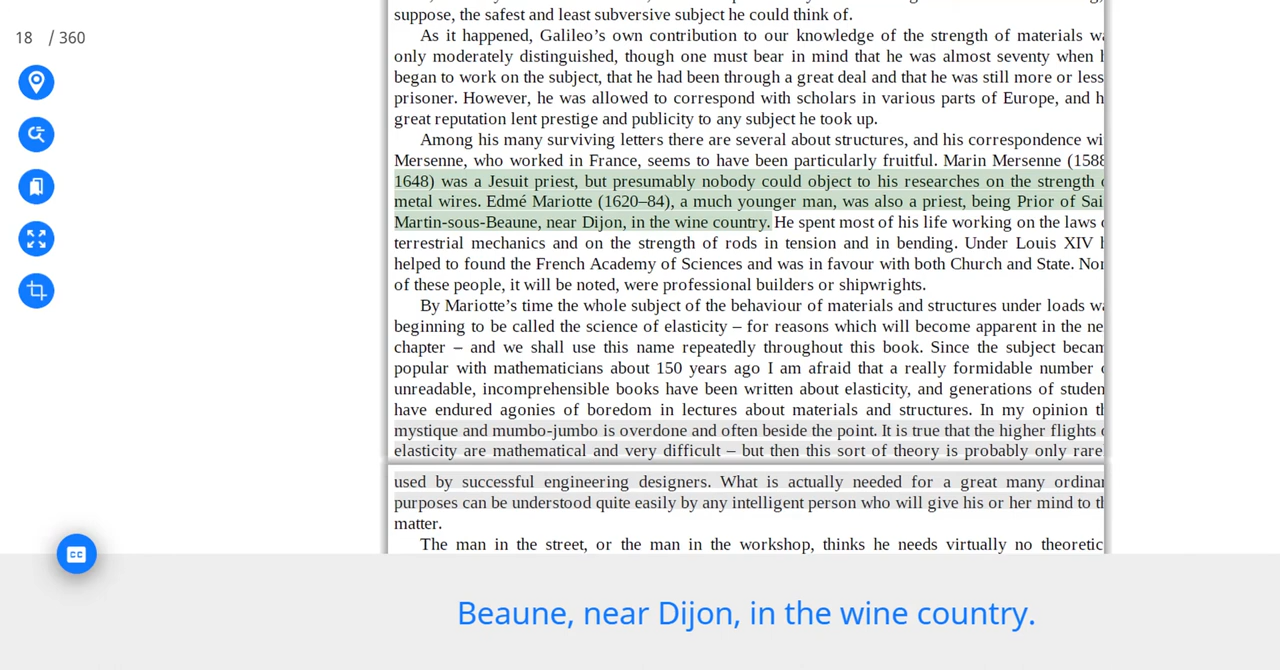 18 / 360
suppose, the safest and least subversive subject he could think of.
As it happened, Galileo’s own contribution to our knowledge of the strength of materials
only moderately distinguished, though one must bear in mind that he was almost seventy when
began to work on the subject, that he had been through a great deal and that he was still more or less
prisoner. However, he was allowed to correspond with scholars in various parts of Europe, and
great reputation lent prestige and publicity to any subject he took up.
Among his many surviving letters there are several about structures, and his correspondence
Mersenne, who worked in France, seems to have been particularly fruitful. Marin Mersenne (1588
1648) was a Jesuit priest, but presumably nobody could object to his researches on the strength
metal wires. Edmé Mariotte (1620–84), a much younger man, was also a priest, being Prior of
Martin-sous-Beaune, near Dijon, in the wine country. He spent most of his life working on the laws
terrestrial mechanics and on the strength of rods in tension and in bending. Under Louis XIV
helped to found the French Academy of Sciences and was in favour with both Church and State.
of these people, it will be noted, were professional builders or shipwrights.
By Mariotte’s time the whole subject of the behaviour of materials and structures under loads
beginning to be called the science of elasticity – for reasons which will become apparent in the
chapter – and we shall use this name repeatedly throughout this book. Since the subject
popular with mathematicians about 150 years ago I am afraid that a really formidable number
unreadable, incomprehensible books have been written about elasticity, and generations of
have endured agonies of boredom in lectures about materials and structures. In my opinion
mystique and mumbo-jumbo is overdone and often beside the point. It is true that the higher flights
elasticity are mathematical and very difficult – but then this sort of theory is probably only
used by successful engineering designers. What is actually needed for a great many
purposes can be understood quite easily by any intelligent person who will give his or her mind to
matter.
The man in the street, or the man in the workshop, thinks he needs virtually no
CC
Beaune, near Dijon, in the wine country.